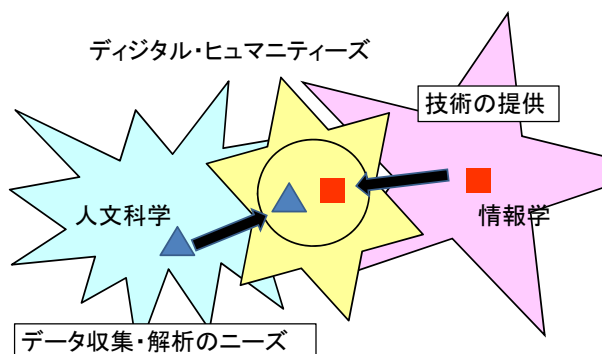 ディジタル・ヒュマニティーズ
技術の提供
人文科学
情報学
データ収集・解析のニーズ